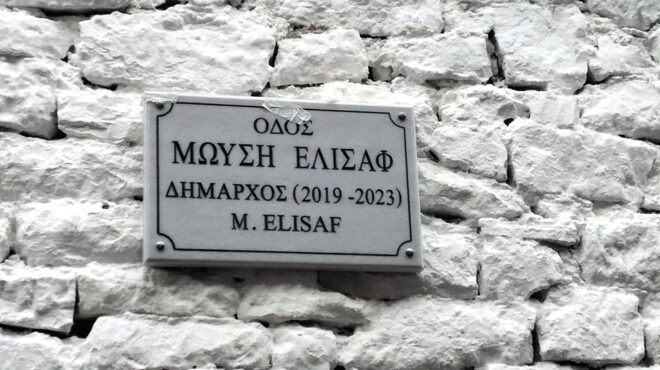 ΟΔΟΣ
ΜΩΥΣΗ ΕΛΙΣΑΦ
ΔΗΜΑΡΧΟΣ (2019 -2023)
M. ELISAF